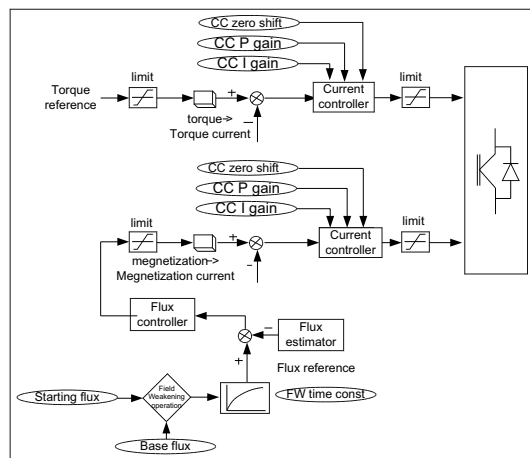 CC zero shift
CC P gain
CC I gain
limit
Torque
reference
+
−
torque->
Torque current
Current
controller
limit
CC zero shift
CC P gain
CC I gain
limit
+
-
megnetization->
Megnetization current
Current
controller
limit
Flux
controller
−
+
Flux
estimator
Flux reference
Starting flux
Field
Weakening
operation
FW time const
Base flux